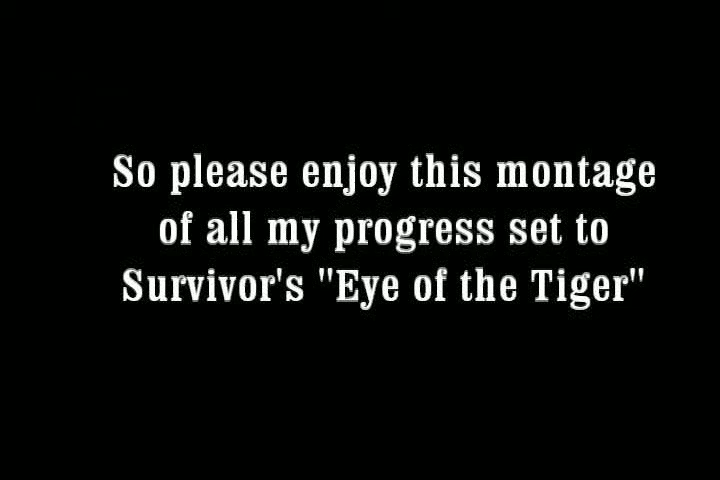 So please enjoy this montage
of all my progress set to
Survivor's "Eye of the Tiger"